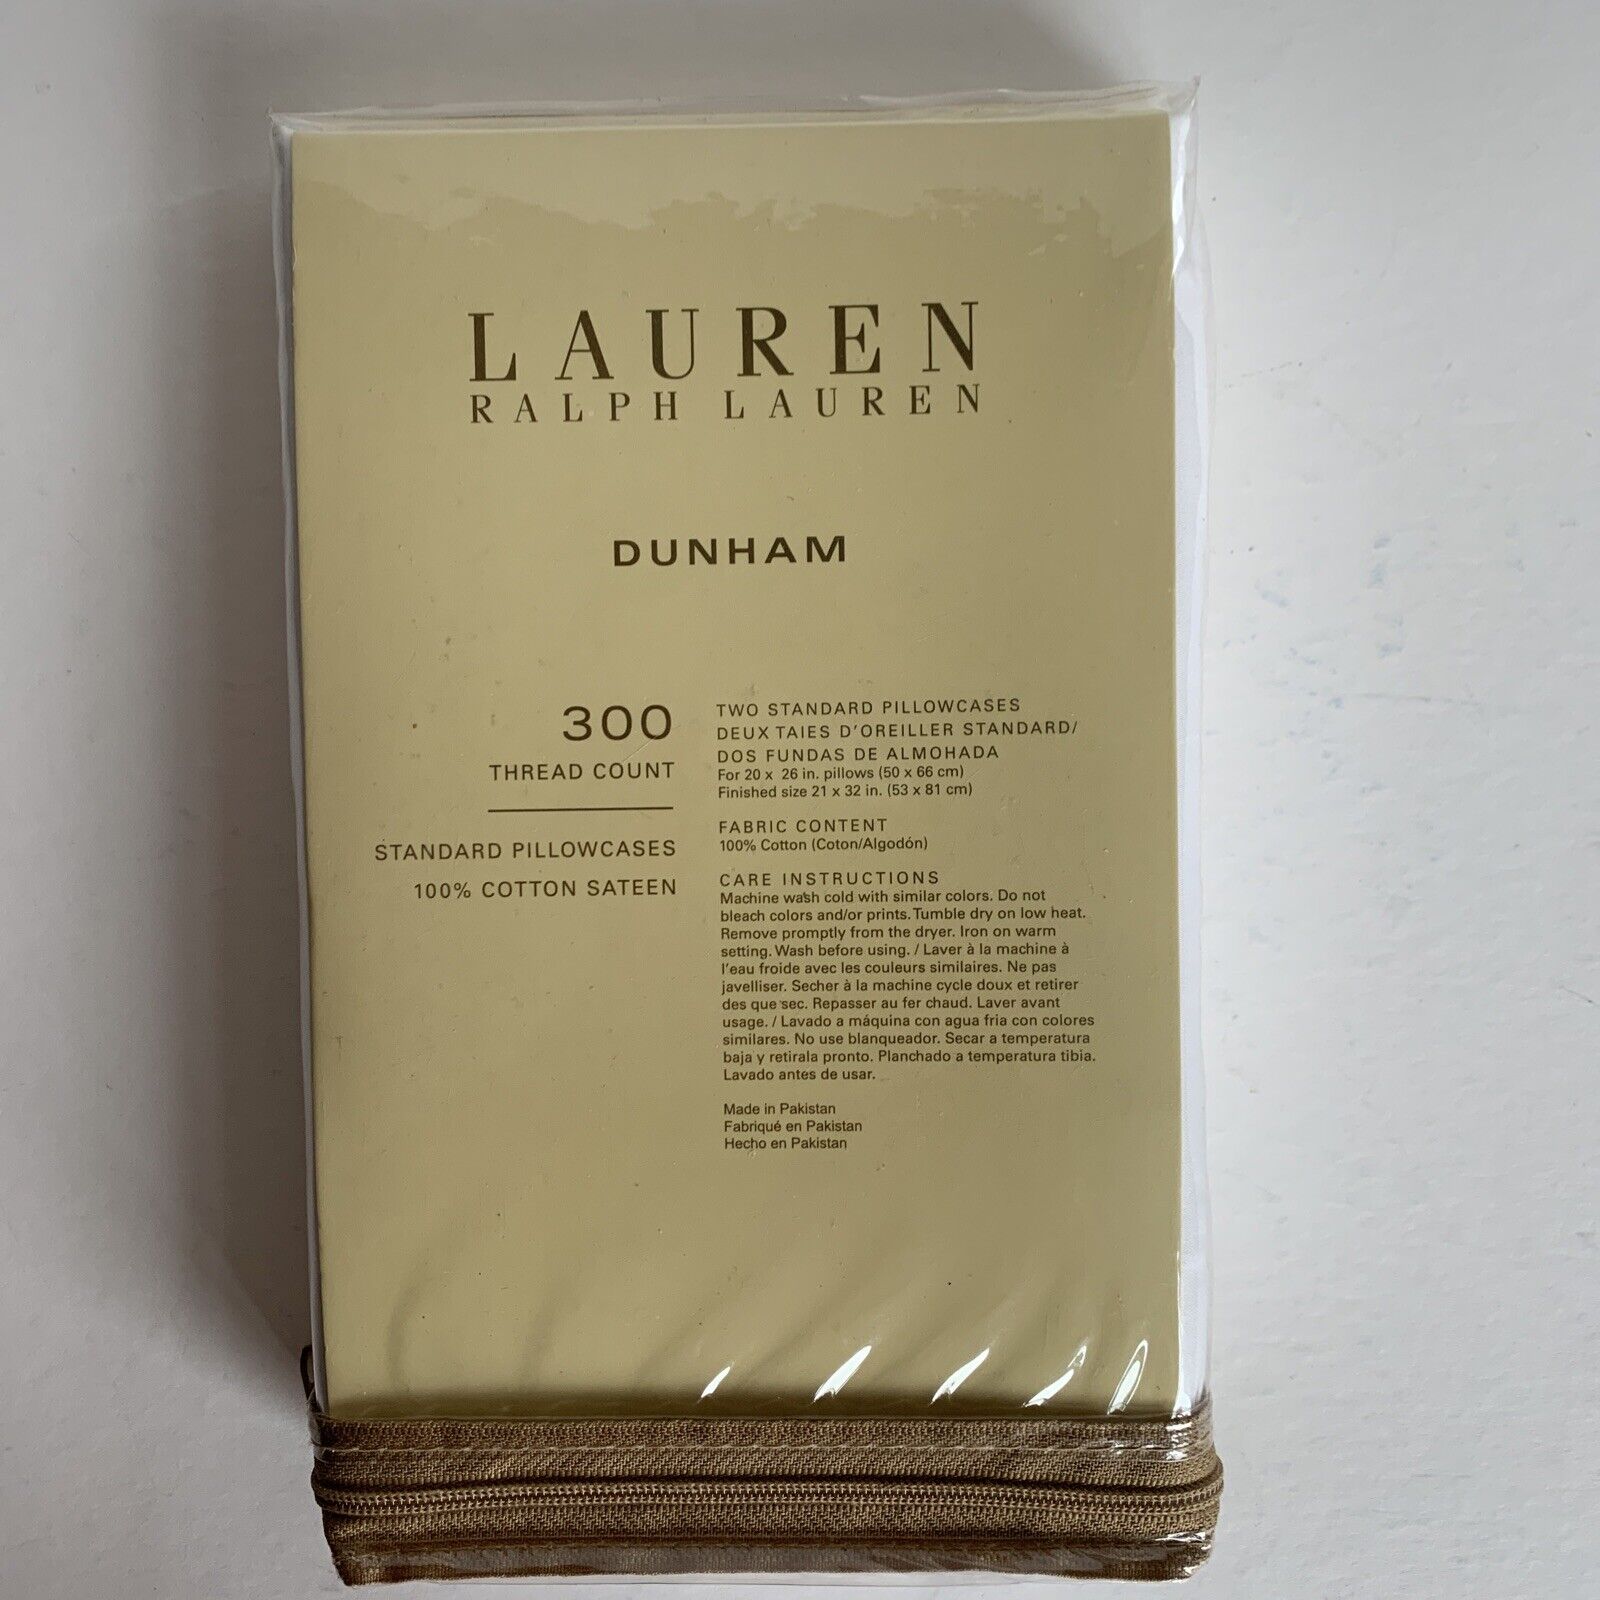 LAUREN
RALPH LAUREN
DUNHAM
300
THREAD COUNT
STANDARD PILLOWCASES
100% COTTON SATEEN
TWO STANDARD PILLOWCASES
DEUX TAIES D'OREILLER STANDARD/
DOS FUNDAS DE ALMOHADA
For 20 x 26 in. pillows (50 x 66 cm)
Finished size 21 x 32 in. (53 x 81 cm)
FABRIC CONTENT
100% Cotton (Coton/Algodón)
CARE INSTRUCTIONS
Machine wash cold with similar colors. Do not
bleach colors and/or prints. Tumble dry on low heat.
Remove promptly from the dryer. Iron on warm
setting. Wash before using. / Laver à la machine à
l'eau froide avec les couleurs similaires. Ne pas
javelliser. Secher à la machine cycle doux et retirer
des que sec. Repasser au fer chaud. Laver avant
usage. / Lavado a máquina con agua fria con colores
similares. No use blanqueador. Secar a temperatura
baja y retirala pronto. Planchado a temperatura tibia.
Lavado antes de usar.
Made in Pakistan
Fabriqué en Pakistan
Hecho en Pakistan